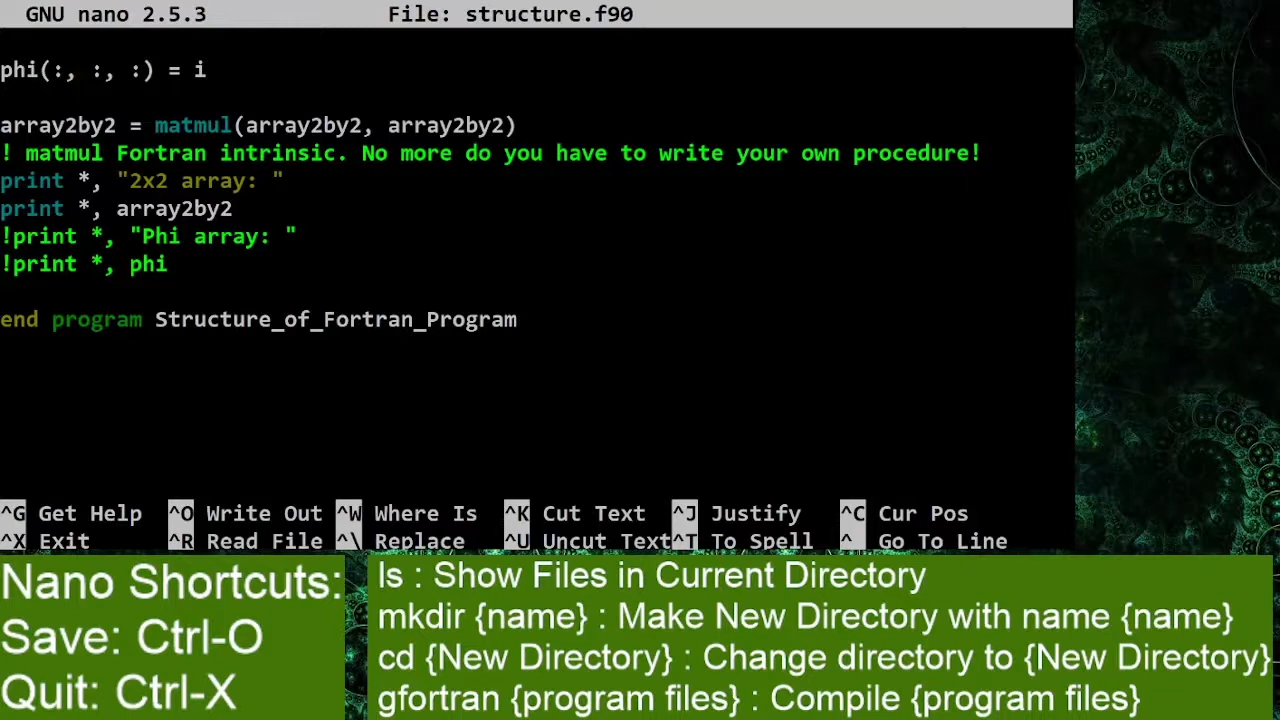 GNU nano 2.5.3 File: structure.f90
phi(:, :, :) = i
array2by2 = matmul(array2by2, array2by2)
! matmul Fortran intrinsic. No more do you have to write your own procedure!
print *, "2x2 array: "
print *, array2by2
!print *, "Phi array: "
!print *, phi
end program Structure_of_Fortran_Program
^G Get Help ^O Write Out ^W Where Is ^K Cut Text ^J Justify ^C Cur Pos
^X Exit ^R Read File ^\ Replace ^U Uncut Text^T To Spell ^_ Go To Line
Nano Shortcuts:
Save: Ctrl-O
Quit: Ctrl-X
ls : Show Files in Current Directory
mkdir {name} : Make New Directory with name {name}
cd {New Directory} : Change directory to {New Directory}
gfortran {program files} : Compile {program files}